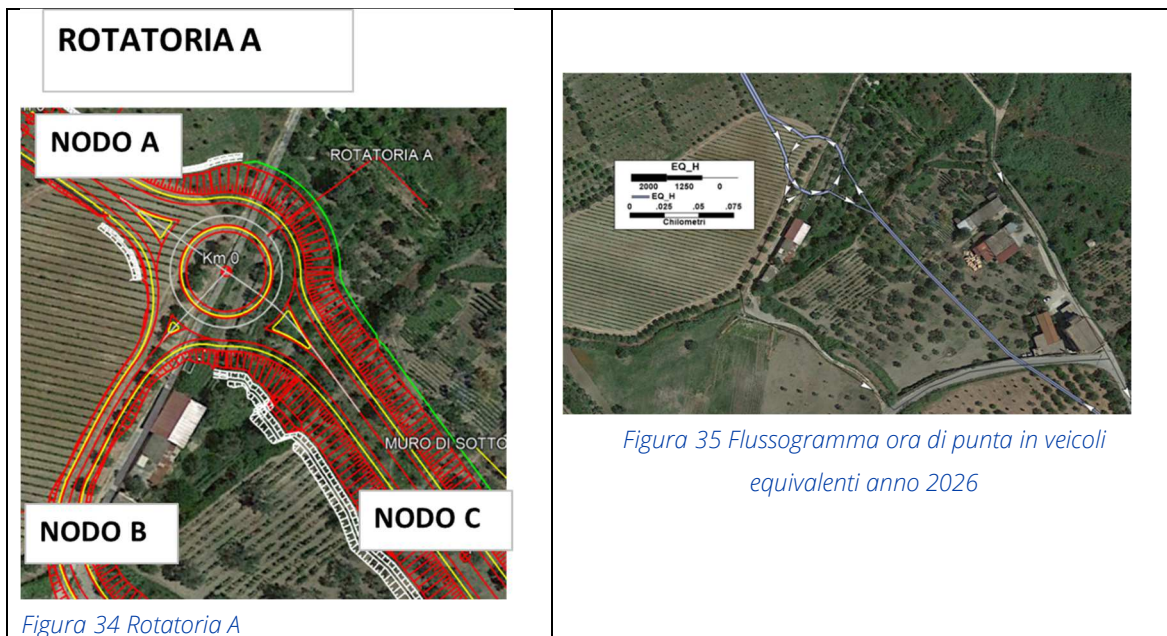 ROTATORIA A
NODO A
ROTATORIA A
Km 0
MURO DI SOTTO
NODO B
NODO C
Figura 34 Rotatoria A
EQ_H
2000 1250 0
EQ_H
0 .025 .05 .075
Chilometri
Figura 35 Flussogramma ora di punta in veicoli
equivalenti anno 2026